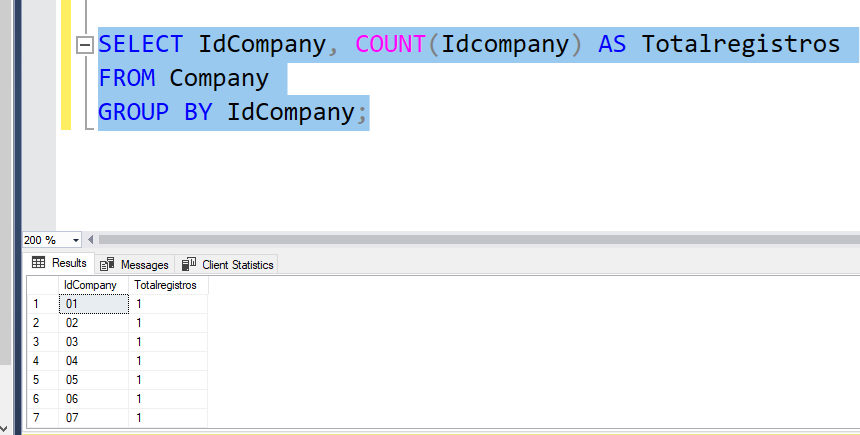 SELECT IdCompany, COUNT(Idcompany) AS Totalregistros
FROM Company
GROUP BY IdCompany;
200 %
Results Messages Client Statistics
IdCompany Totalregistros
1 01 1
2 02 1
3 03 1
4 04 1
5 05 1
6 06 1
7 07 1